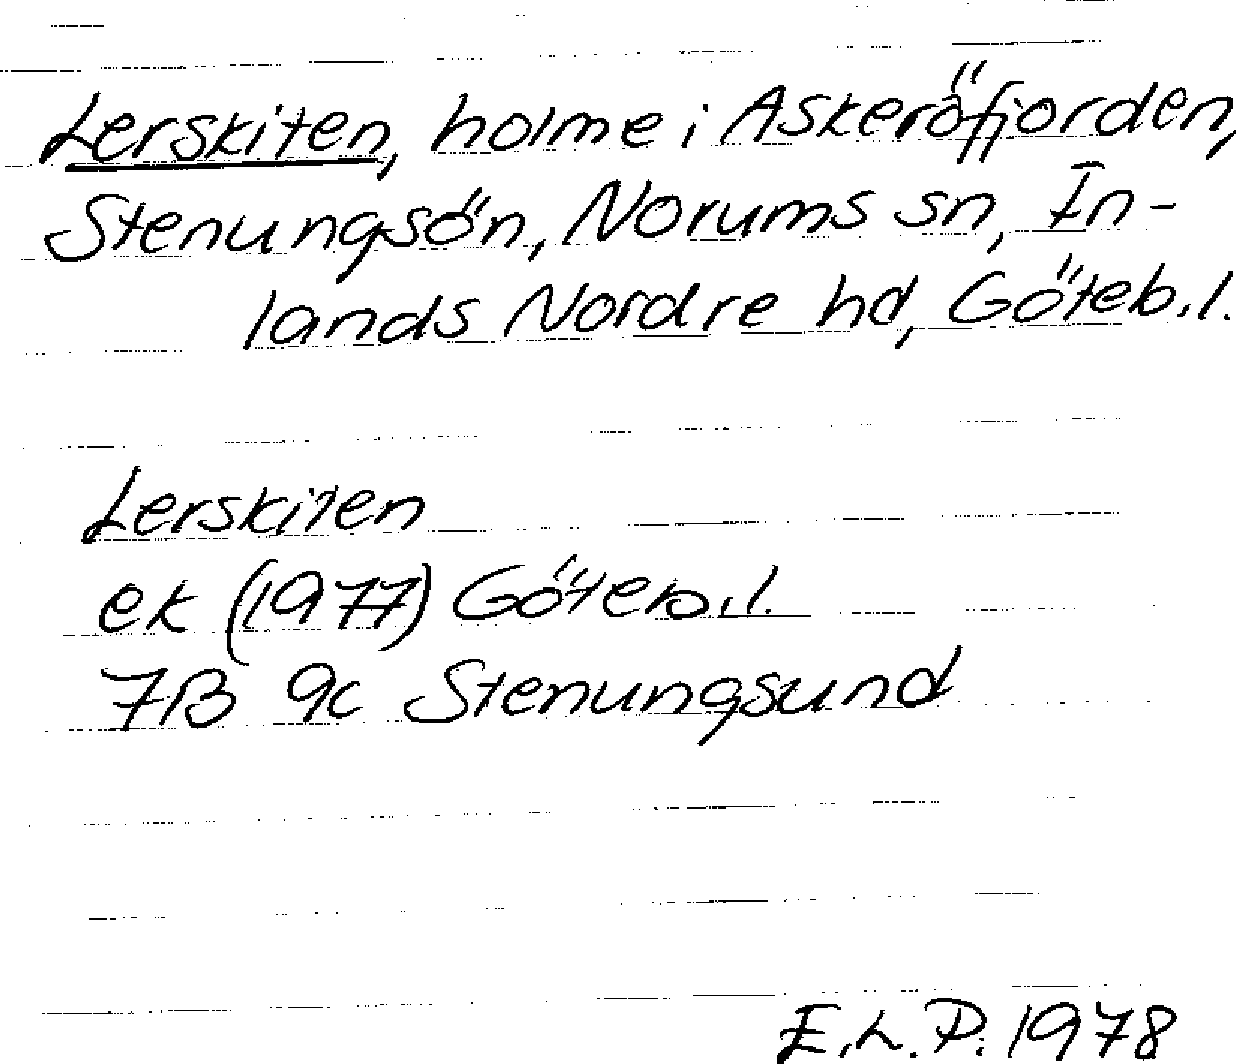 Lerskiten, holme i Askeröfjorden,
Stenungsön, Norums sn, In-
lands Nordre hd, Göteb.l.
Lerskiten
ek (1977) Göteb.l.
7B 9c Stenungsund
E.L.P. 1978